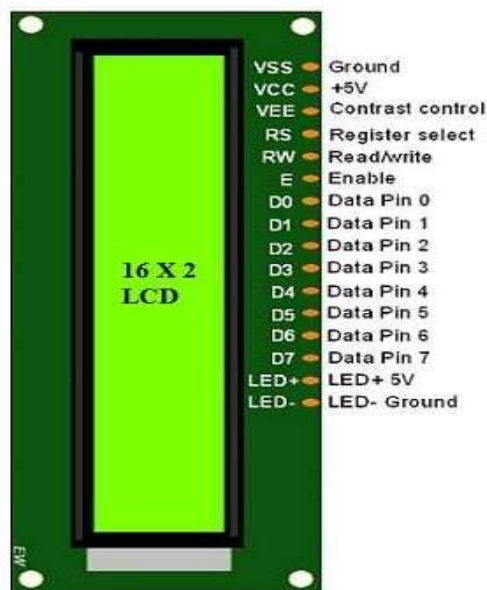 VSS Ground
VCC +5V
VEE Contrast control
RS Register select
RW Read/write
E Enable
D0 Data Pin 0
D1 Data Pin 1
D2 Data Pin 2
D3 Data Pin 3
16 X 2
LCD
D4 Data Pin 4
D5 Data Pin 5
D6 Data Pin 6
D7 Data Pin 7
LED+ LED+ 5V
LED- LED- Ground
EW